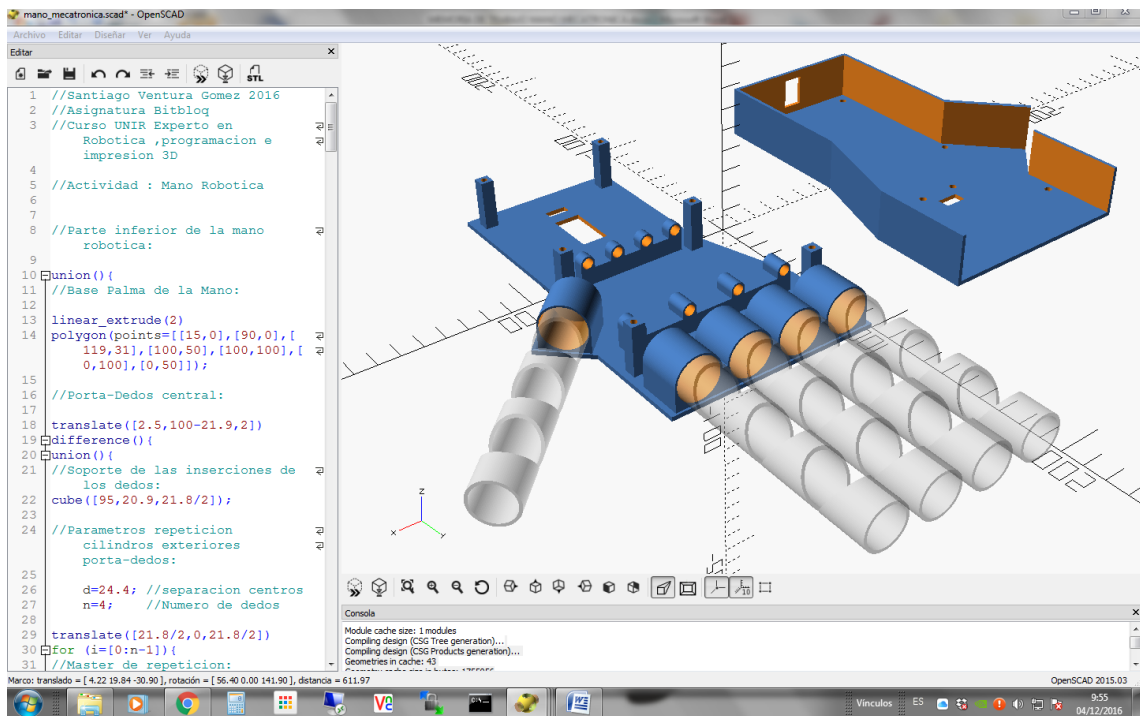 mano_mecatronica.scad* - OpenSCAD
Archivo Editar Diseñar Ver Ayuda
Editar
STL
1 //Santiago Ventura Gomez 2016
2 //Asignatura Bitbloq
3 //Curso UNIR Experto en
Robotica ,programacion e
impresion 3D
4
5 //Actividad : Mano Robotica
6
7
8 //Parte inferior de la mano
robotica:
9
10 union(){
11 //Base Palma de la Mano:
12
13 linear_extrude(2)
14 polygon(points=[[15,0],[90,0],[
119,31],[100,50],[100,100],[
0,100],[0,50]]);
15
16 //Porta-Dedos central:
17
18 translate([2.5,100-21.9,2])
19 difference(){
20 union(){
21 //Soporte de las inserciones de
los dedos:
22 cube([95,20.9,21.8/2]);
23
24 //Parametros repeticion
cilindros exteriores
porta-dedos:
25
26 d=24.4; //separacion centros
27 n=4; //Numero de dedos
28
29 translate([21.8/2,0,21.8/2])
30 for (i=[0:n-1]){
31 //Master de repeticion:
z
x
y
10
Consola
Module cache size: 1 modules
Compiling design (CSG Tree generation)...
Compiling design (CSG Products generation)...
Geometries in cache: 43
Marco: translado = [ 4.22 19.84 -30.90 ], rotación = [ 56.40 0.00 141.90 ], distancia = 611.97
OpenSCAD 2015.03
Vínculos ES
9:55
04/12/2016